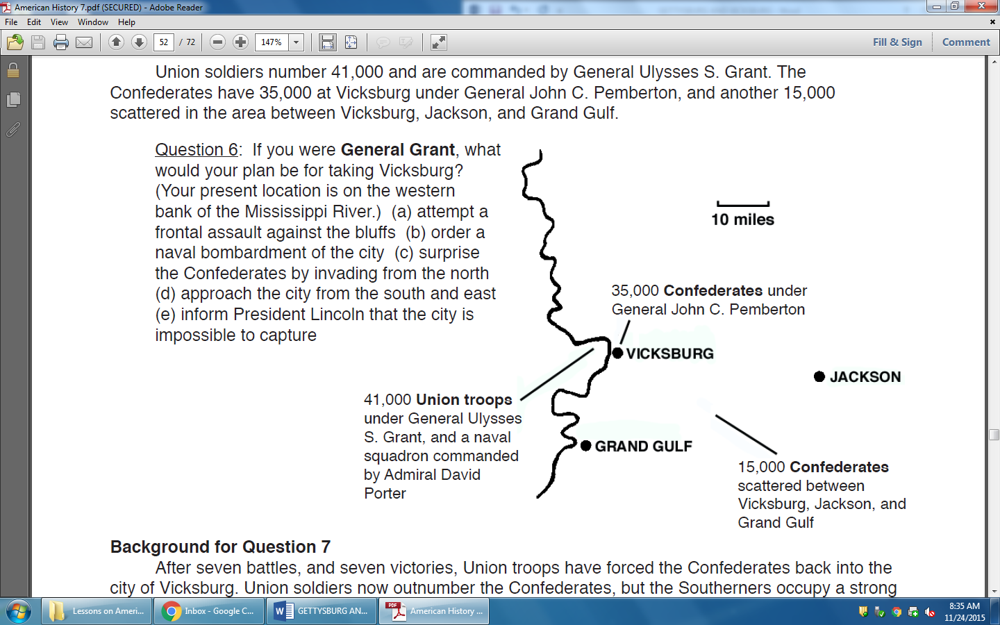 American History 7.pdf (SECURED) - Adobe Reader
File Edit View Window Help
52 / 72 147% Fill & Sign Comment
Union soldiers number 41,000 and are commanded by General Ulysses S. Grant. The
Confederates have 35,000 at Vicksburg under General John C. Pemberton, and another 15,000
scattered in the area between Vicksburg, Jackson, and Grand Gulf.
Question 6: If you were General Grant, what
would your plan be for taking Vicksburg?
(Your present location is on the western
bank of the Mississippi River.) (a) attempt a
frontal assault against the bluffs (b) order a
naval bombardment of the city (c) surprise
the Confederates by invading from the north
(d) approach the city from the south and east
(e) inform President Lincoln that the city is
impossible to capture
10 miles
35,000 Confederates under
General John C. Pemberton
VICKSBURG
JACKSON
41,000 Union troops
under General Ulysses
S. Grant, and a naval
squadron commanded
by Admiral David
Porter
GRAND GULF
15,000 Confederates
scattered between
Vicksburg, Jackson, and
Grand Gulf
Background for Question 7
After seven battles, and seven victories, Union troops have forced the Confederates back into the
city of Vicksburg. Union soldiers now outnumber the Confederates, but the Southerners occupy a strong
Lessons on Ameri... Inbox - Google C... GETTYSBURG AN... American History ...
8:35 AM
11/24/2015